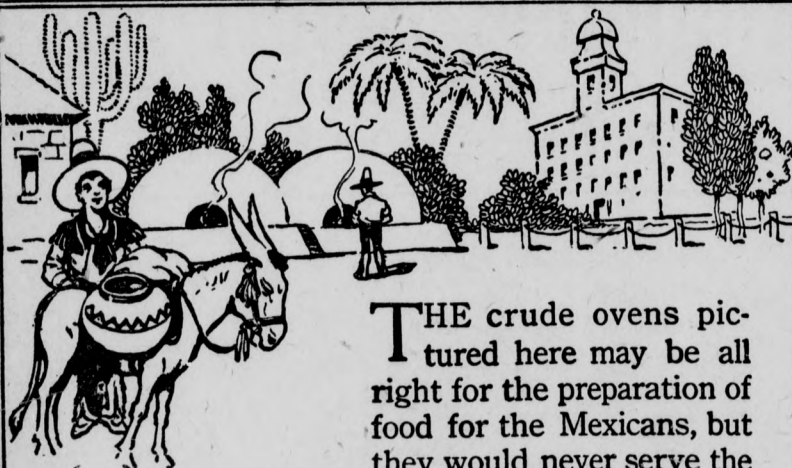 THE crude ovens pic-
tured here may be all
right for the preparation of
food for the Mexicans, but
they would never serve the